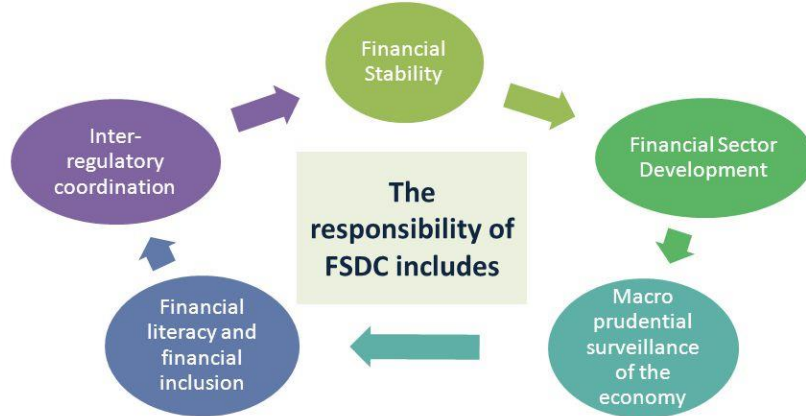 Financial
Stability
Financial Sector
Development
Macro
prudential
surveillance
of the
economy
Financial
literacy and
financial
inclusion
Inter-
regulatory
coordination
The
responsibility of
FSDC includes